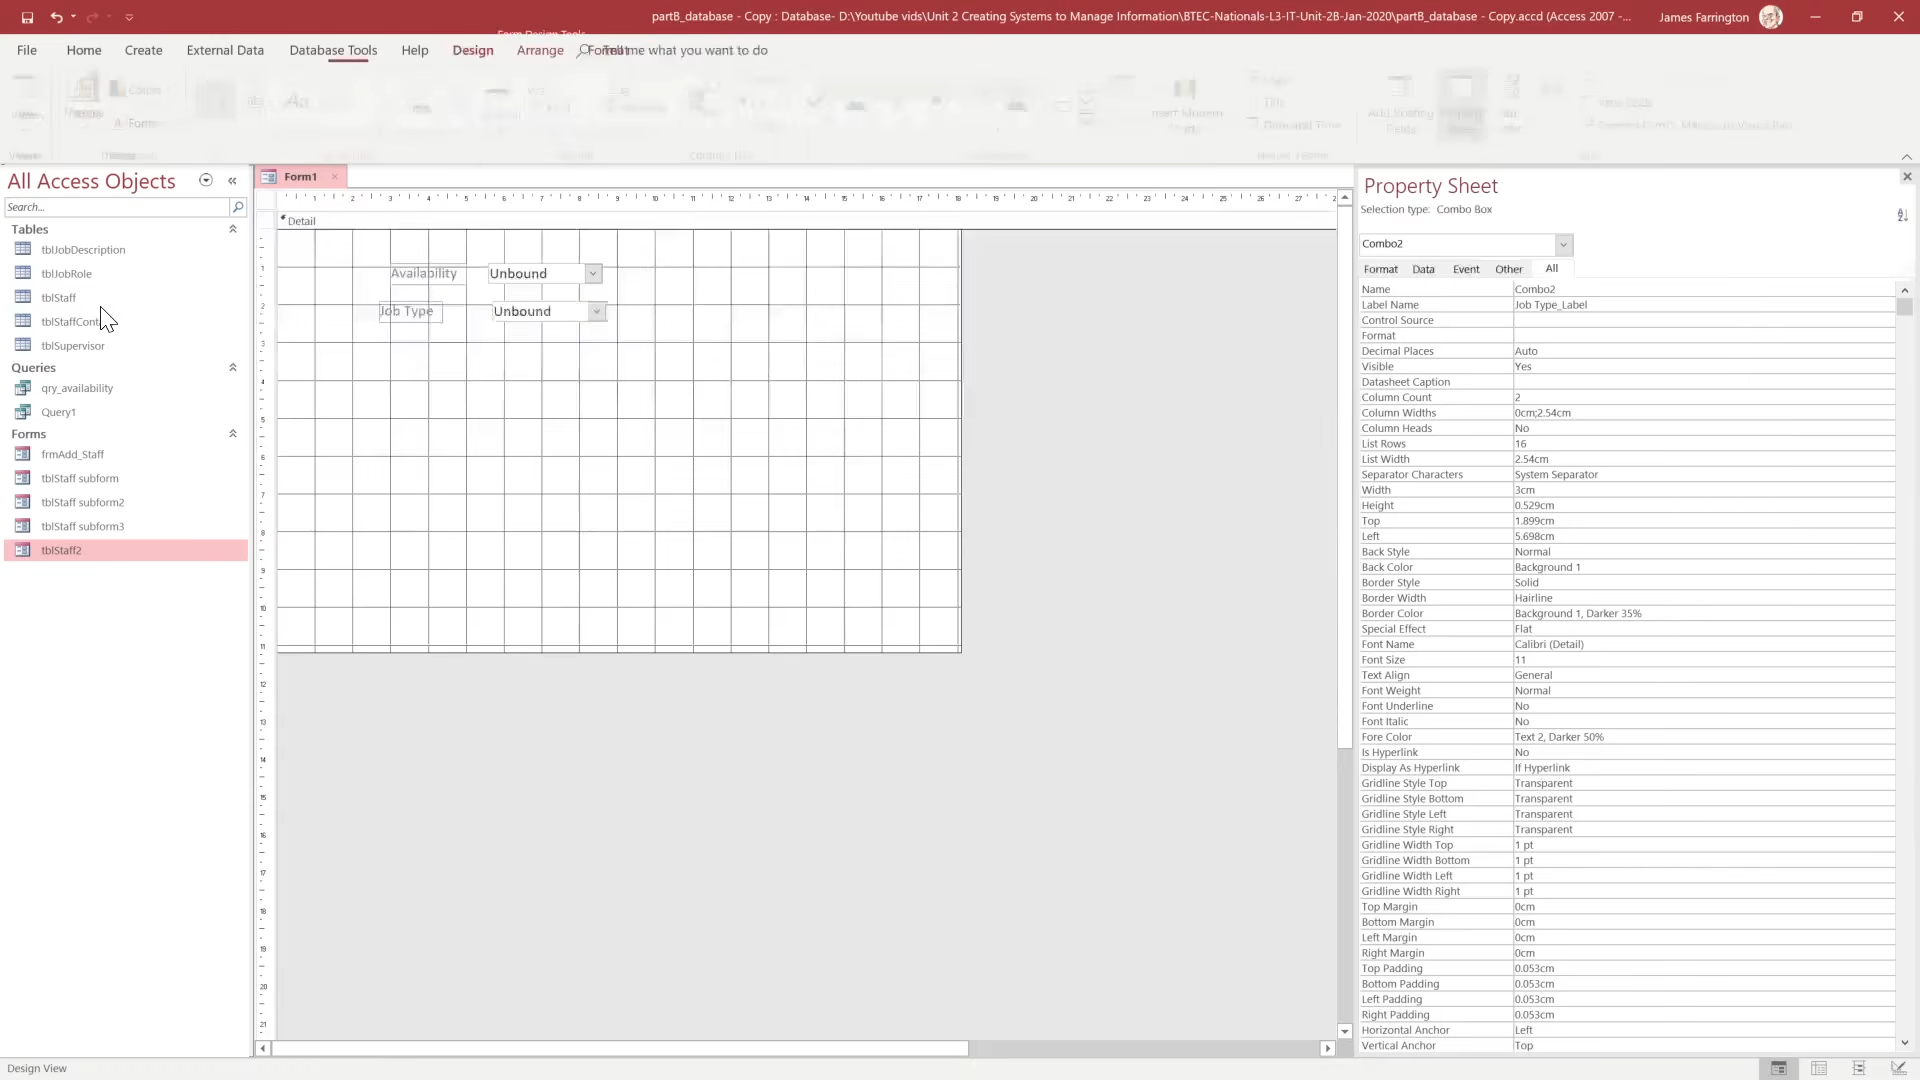 partB_database - Copy : Database- D:\Youtube vids\Unit 2 Creating Systems to Manage Information\BTEC-Nationals-L3-IT-Unit-2B-Jan-2020\partB_database - Copy.accd (Access 2007 -...
James Farrington
Form Design Tools
File Home Create External Data Database Tools Help Design Arrange Format Tell me what you want to do
All Access Objects
Search...
Tables
tblJobDescription
tblJobRole
tblStaff
tblStaffCont
tblSupervisor
Queries
qry_availability
Query1
Forms
frmAdd_Staff
tblStaff subform
tblStaff subform2
tblStaff subform3
tblStaff2
Form1
Detail
Availability Unbound
Job Type Unbound
Property Sheet
Selection type: Combo Box
Combo2
Format Data Event Other All
Name Combo2
Label Name Job Type_Label
Control Source
Format
Decimal Places Auto
Visible Yes
Datasheet Caption
Column Count 2
Column Widths 0cm;2.54cm
Column Heads No
List Rows 16
List Width 2.54cm
Separator Characters System Separator
Width 3cm
Height 0.529cm
Top 1.899cm
Left 5.698cm
Back Style Normal
Back Color Background 1
Border Style Solid
Border Width Hairline
Border Color Background 1, Darker 35%
Special Effect Flat
Font Name Calibri (Detail)
Font Size 11
Text Align General
Font Weight Normal
Font Underline No
Font Italic No
Fore Color Text 2, Darker 50%
Is Hyperlink No
Display As Hyperlink If Hyperlink
Gridline Style Top Transparent
Gridline Style Bottom Transparent
Gridline Style Left Transparent
Gridline Style Right Transparent
Gridline Width Top 1 pt
Gridline Width Bottom 1 pt
Gridline Width Left 1 pt
Gridline Width Right 1 pt
Top Margin 0cm
Bottom Margin 0cm
Left Margin 0cm
Right Margin 0cm
Top Padding 0.053cm
Bottom Padding 0.053cm
Left Padding 0.053cm
Right Padding 0.053cm
Horizontal Anchor Left
Vertical Anchor Top
Design View